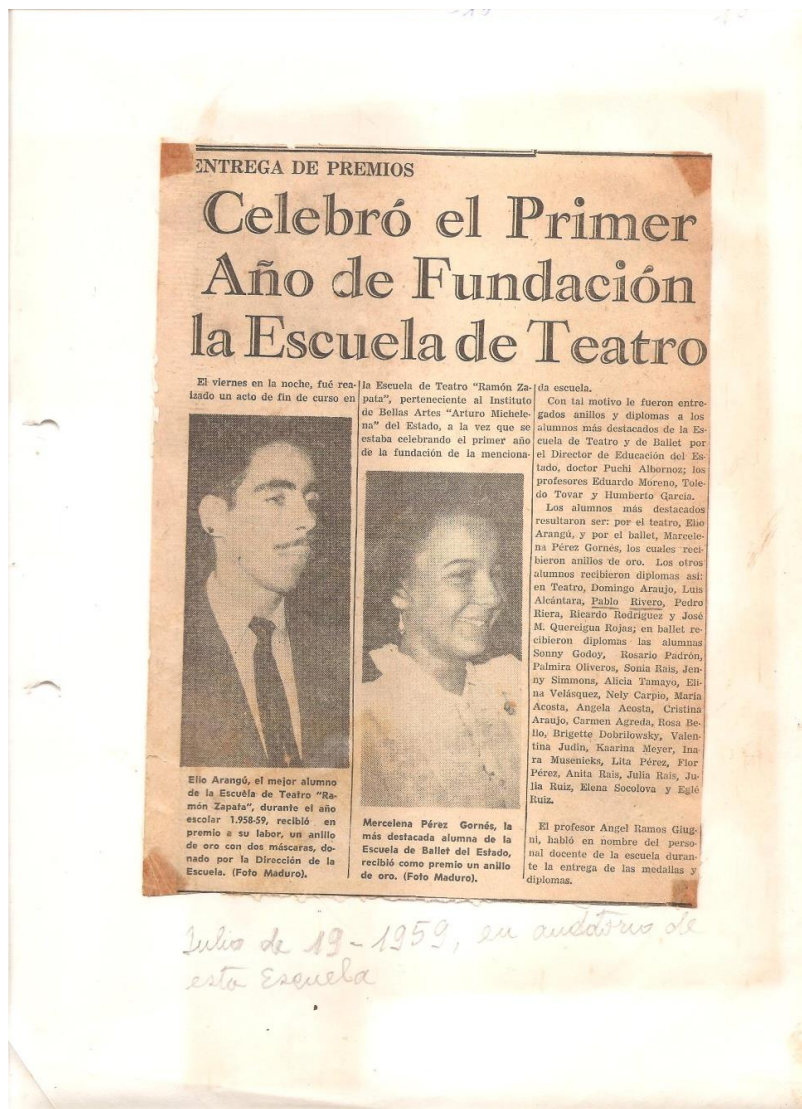 ENTREGA DE PREMIOS
Celebró el Primer
Año de Fundación
la Escuela de Teatro
El viernes en la noche, fué rea-
lizado un acto de fin de curso en
la Escuela de Teatro "Ramón Za-
pata", perteneciente al Instituto
de Bellas Artes "Arturo Michele-
na" del Estado, a la vez que se
estaba celebrando el primer año
de la fundación de la menciona-
da escuela.
Con tal motivo le fueron entre-
gados anillos y diplomas a los
alumnos más destacados de la Es-
cuela de Teatro y de Ballet por
el Director de Educación del Es-
tado, doctor Puchi Albornoz; los
profesores Eduardo Moreno, Tole-
do Tovar y Humberto García.
Los alumnos más destacados
resultaron ser: por el teatro, Elio
Arangú, y por el ballet, Marcele-
na Pérez Gornés, los cuales reci-
bieron anillos de oro. Los otros
alumnos recibieron diplomas así:
en Teatro, Domingo Araujo, Luis
Alcántara, Pablo Rivero, Pedro
Riera, Ricardo Rodríguez y José
M. Quereigua Rojas; en ballet re-
cibieron diplomas las alumnas
Sonny Godoy, Rosario Padrón,
Palmira Oliveros, Sonia Rais, Jen-
ny Simmons, Alicia Tamayo, Eli-
na Velásquez, Nely Carpio, María
Acosta, Angela Acosta, Cristina
Araujo, Carmen Agreda, Rosa Be-
llo, Brigette Dobrilowsky, Valen-
tina Judin, Kaarina Meyer, Ina-
ra Musenieks, Lita Pérez, Flor
Pérez, Anita Rais, Julia Rais, Ju-
lia Ruiz, Elena Socolova y Eglé
Ruiz.
El profesor Angel Ramos Giug-
ni, habló en nombre del perso-
nal docente de la escuela duran-
te la entrega de las medallas y
diplomas.
Elio Arangú, el mejor alumno
de la Escuela de Teatro "Ra-
món Zapata", durante el año
escolar 1.958-59, recibió en
premio a su labor, un anillo
de oro con dos máscaras, do-
nado por la Dirección de la
Escuela. (Foto Maduro).
Mercelena Pérez Gornés, la
más destacada alumna de la
Escuela de Ballet del Estado,
recibió como premio un anillo
de oro. (Foto Maduro).
Julio de 19-1959, en auditorio de
esta Escuela